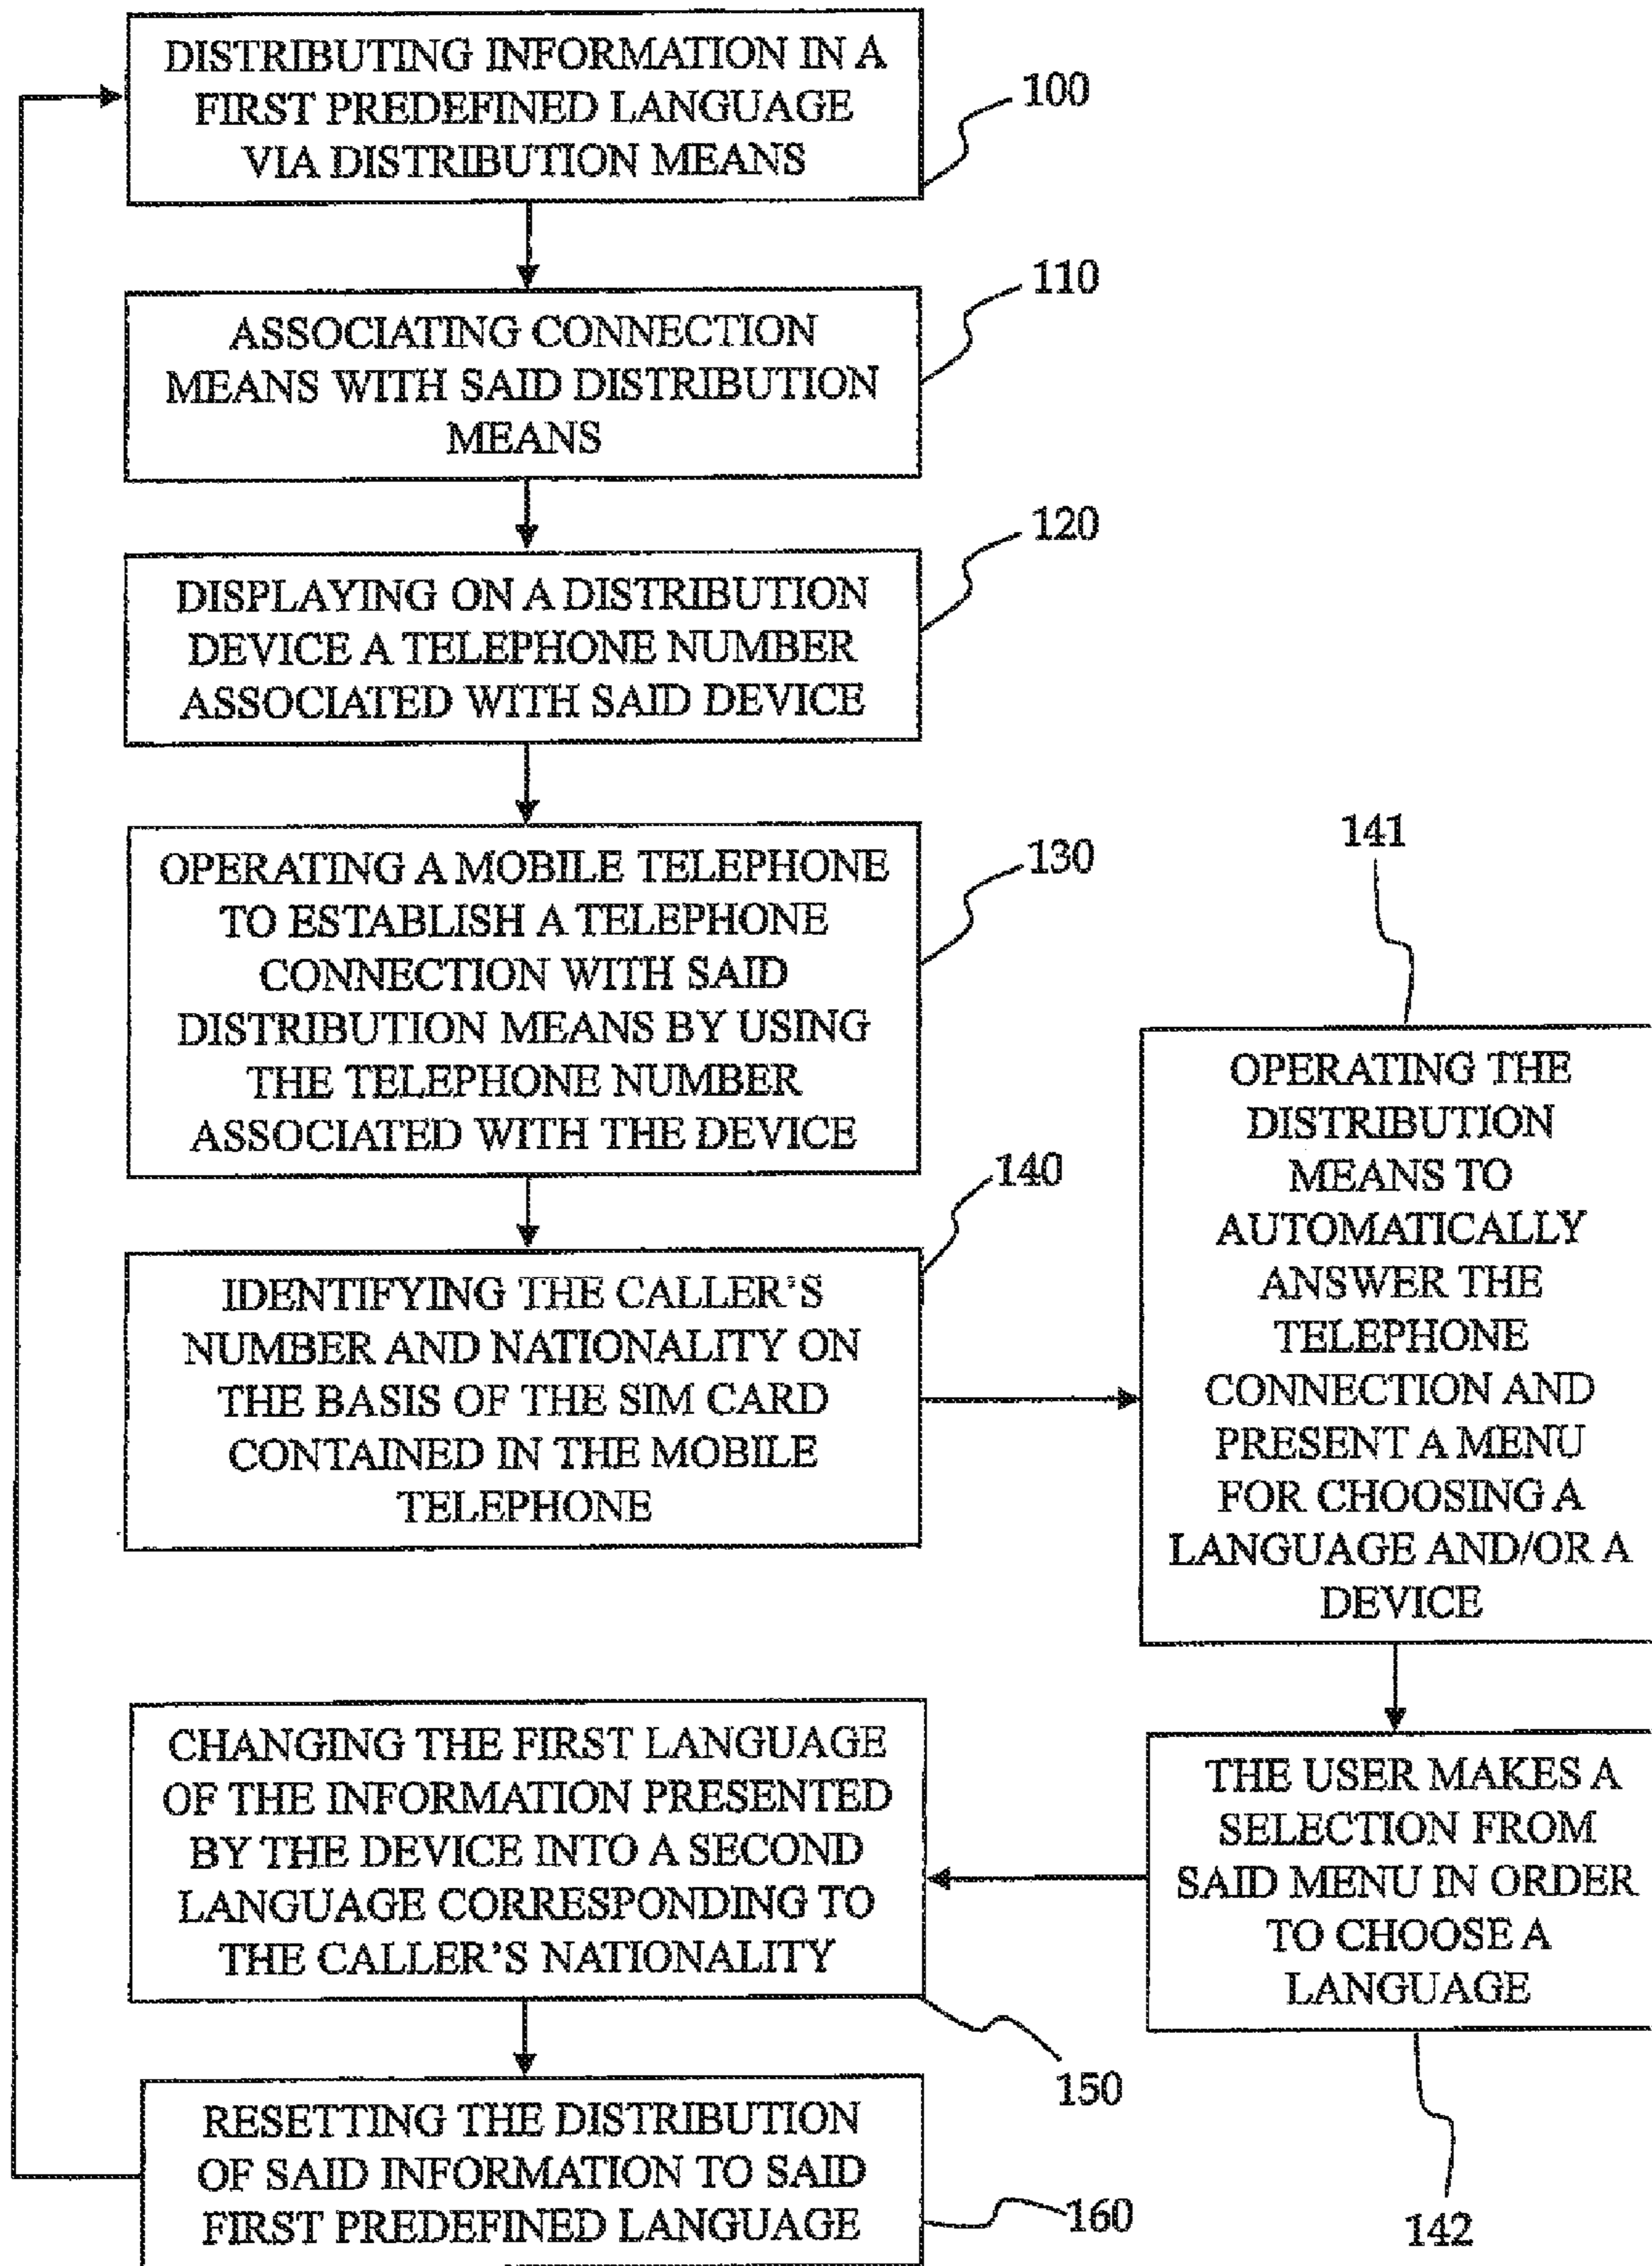 DISTRIBUTING INFORMATION IN A
FIRST PREDEFINED LANGUAGE
VIA DISTRIBUTION MEANS
100
ASSOCIATING CONNECTION
MEANS WITH SAID DISTRIBUTION
MEANS
110
DISPLAYING ON A DISTRIBUTION
DEVICE A TELEPHONE NUMBER
ASSOCIATED WITH SAID DEVICE
120
OPERATING A MOBILE TELEPHONE
TO ESTABLISH A TELEPHONE
CONNECTION WITH SAID
DISTRIBUTION MEANS BY USING
THE TELEPHONE NUMBER
ASSOCIATED WITH THE DEVICE
130
IDENTIFYING THE CALLER'S
NUMBER AND NATIONALITY ON
THE BASIS OF THE SIM CARD
CONTAINED IN THE MOBILE
TELEPHONE
140
141
OPERATING THE
DISTRIBUTION
MEANS TO
AUTOMATICALLY
ANSWER THE
TELEPHONE
CONNECTION AND
PRESENT A MENU
FOR CHOOSING A
LANGUAGE AND/OR A
DEVICE
THE USER MAKES A
SELECTION FROM
SAID MENU IN ORDER
TO CHOOSE A
LANGUAGE
142
CHANGING THE FIRST LANGUAGE
OF THE INFORMATION PRESENTED
BY THE DEVICE INTO A SECOND
LANGUAGE CORRESPONDING TO
THE CALLER'S NATIONALITY
150
RESETTING THE DISTRIBUTION
OF SAID INFORMATION TO SAID
FIRST PREDEFINED LANGUAGE
160